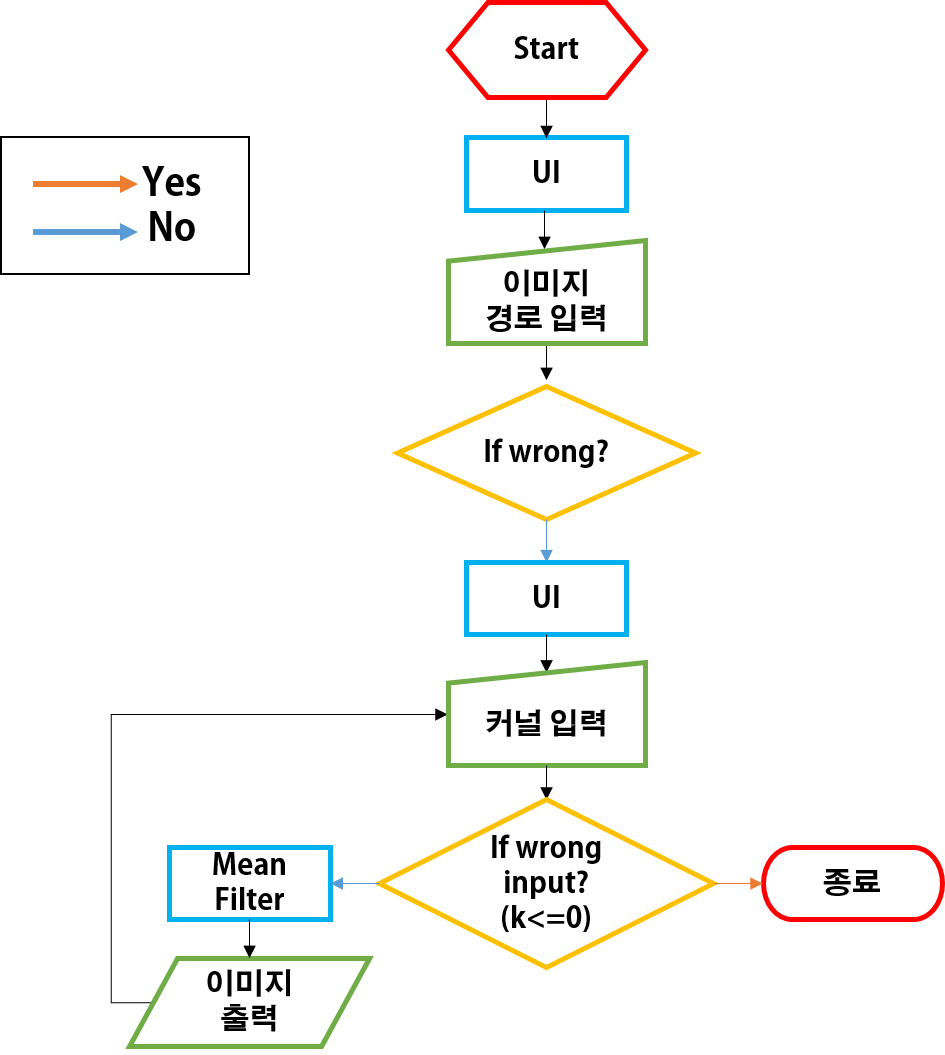 Start
Yes
No
UI
이미지
경로 입력
If wrong?
UI
커널 입력
If wrong
input?
(k<=0)
Mean
Filter
종료
이미지
출력